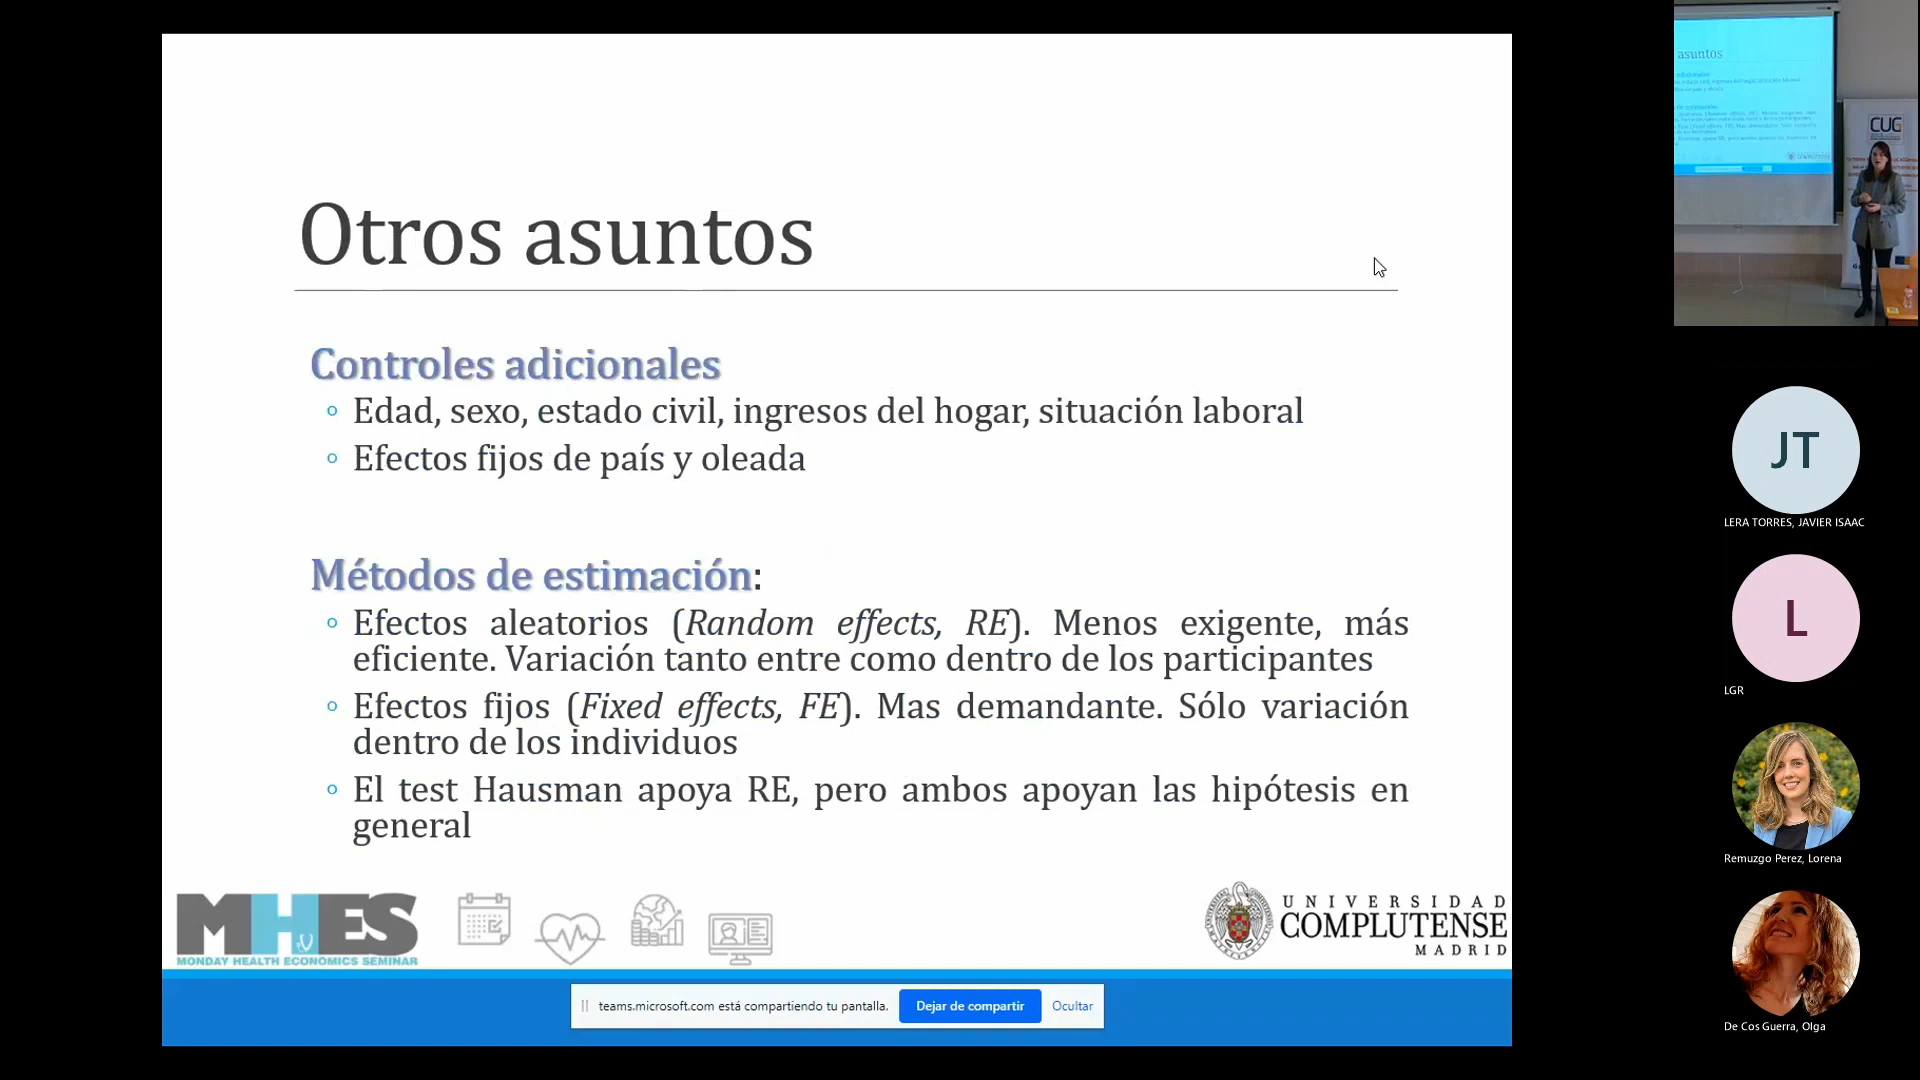 Otros asuntos
Controles adicionales
Edad, sexo, estado civil, ingresos del hogar, situación laboral
Efectos fijos de país y oleada
Métodos de estimación:
Efectos aleatorios (Random effects, RE). Menos exigente, más
eficiente. Variación tanto entre como dentro de los participantes
Efectos fijos (Fixed effects, FE). Mas demandante. Sólo variación
dentro de los individuos
El test Hausman apoya RE, pero ambos apoyan las hipótesis en
general
MHES
MONDAY HEALTH ECONOMICS SEMINAR
UNIVERSIDAD
COMPLUTENSE
MADRID
teams.microsoft.com está compartiendo tu pantalla.
Dejar de compartir
Ocultar
asuntos
CUG
JT
LERA TORRES, JAVIER ISAAC
L
LGR
Remuzgo Perez, Lorena
De Cos Guerra, Olga